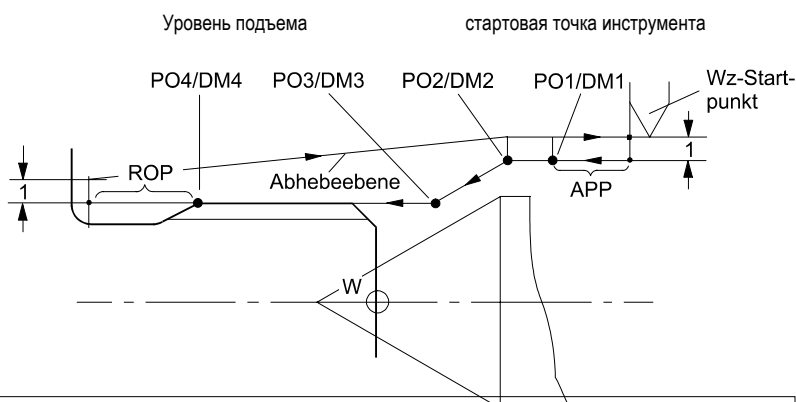 Уровень подъема
стартовая точка инструмента
PO4/DM4
PO3/DM3
PO2/DM2
PO1/DM1
Wz-Start-
punkt
1
ROP
Abhebeebene
APP
1
W